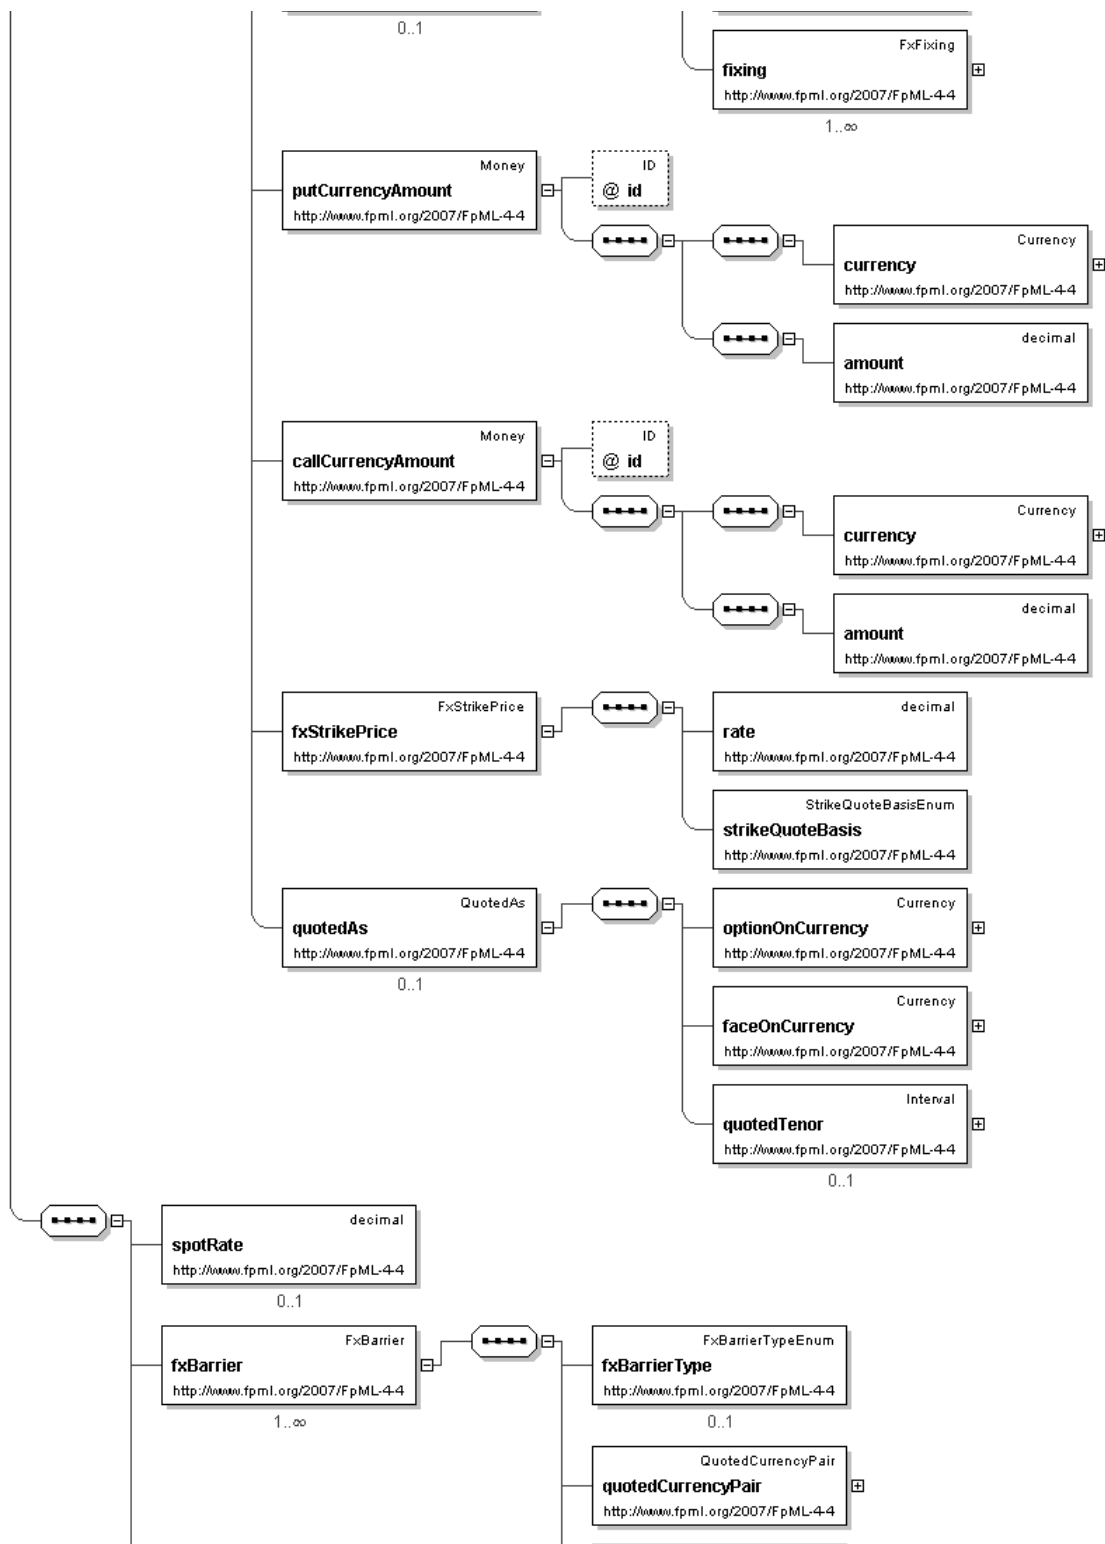 0..1
FxFixing
fixing
http://www.fpml.org/2007/FpML-4-4
1..∞
Money
putCurrencyAmount
http://www.fpml.org/2007/FpML-4-4
ID
@ id
Currency
currency
http://www.fpml.org/2007/FpML-4-4
decimal
amount
http://www.fpml.org/2007/FpML-4-4
Money
callCurrencyAmount
http://www.fpml.org/2007/FpML-4-4
ID
@ id
Currency
currency
http://www.fpml.org/2007/FpML-4-4
decimal
amount
http://www.fpml.org/2007/FpML-4-4
FxStrikePrice
fxStrikePrice
http://www.fpml.org/2007/FpML-4-4
decimal
rate
http://www.fpml.org/2007/FpML-4-4
StrikeQuoteBasisEnum
strikeQuoteBasis
http://www.fpml.org/2007/FpML-4-4
QuotedAs
quotedAs
http://www.fpml.org/2007/FpML-4-4
0..1
Currency
optionOnCurrency
http://www.fpml.org/2007/FpML-4-4
Currency
faceOnCurrency
http://www.fpml.org/2007/FpML-4-4
Interval
quotedTenor
http://www.fpml.org/2007/FpML-4-4
0..1
decimal
spotRate
http://www.fpml.org/2007/FpML-4-4
0..1
FxBarrier
fxBarrier
http://www.fpml.org/2007/FpML-4-4
1..∞
FxBarrierTypeEnum
fxBarrierType
http://www.fpml.org/2007/FpML-4-4
0..1
QuotedCurrencyPair
quotedCurrencyPair
http://www.fpml.org/2007/FpML-4-4